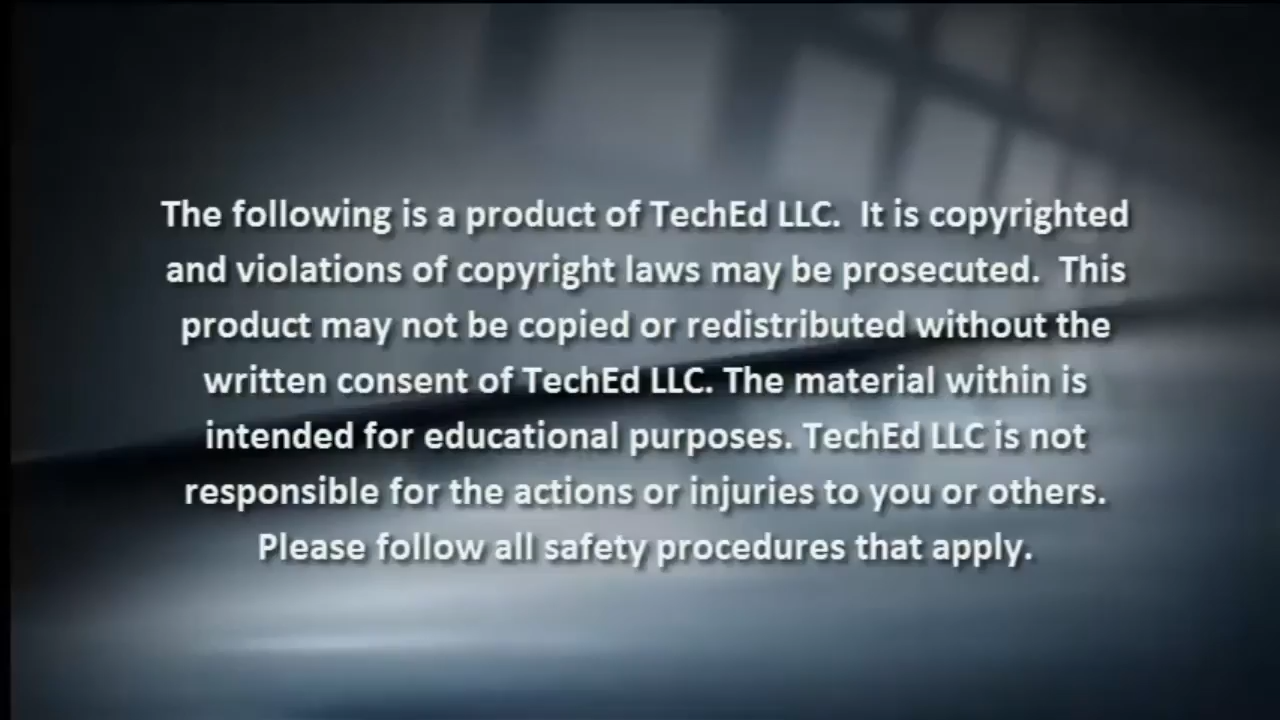 The following is a product of TechEd LLC.  It is copyrighted
and violations of copyright laws may be prosecuted.  This
product may not be copied or redistributed without the
written consent of TechEd LLC. The material within is
intended for educational purposes. TechEd LLC is not
responsible for the actions or injuries to you or others.
Please follow all safety procedures that apply.